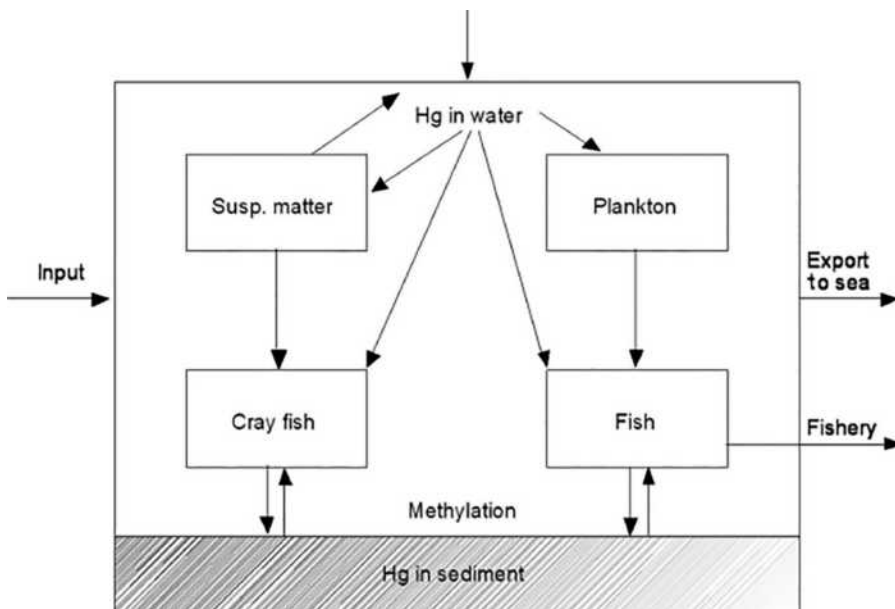 Hg in water
Susp. matter
Plankton
Input
Export
to sea
Cray fish
Fish
Fishery
Methylation
Hg in sediment